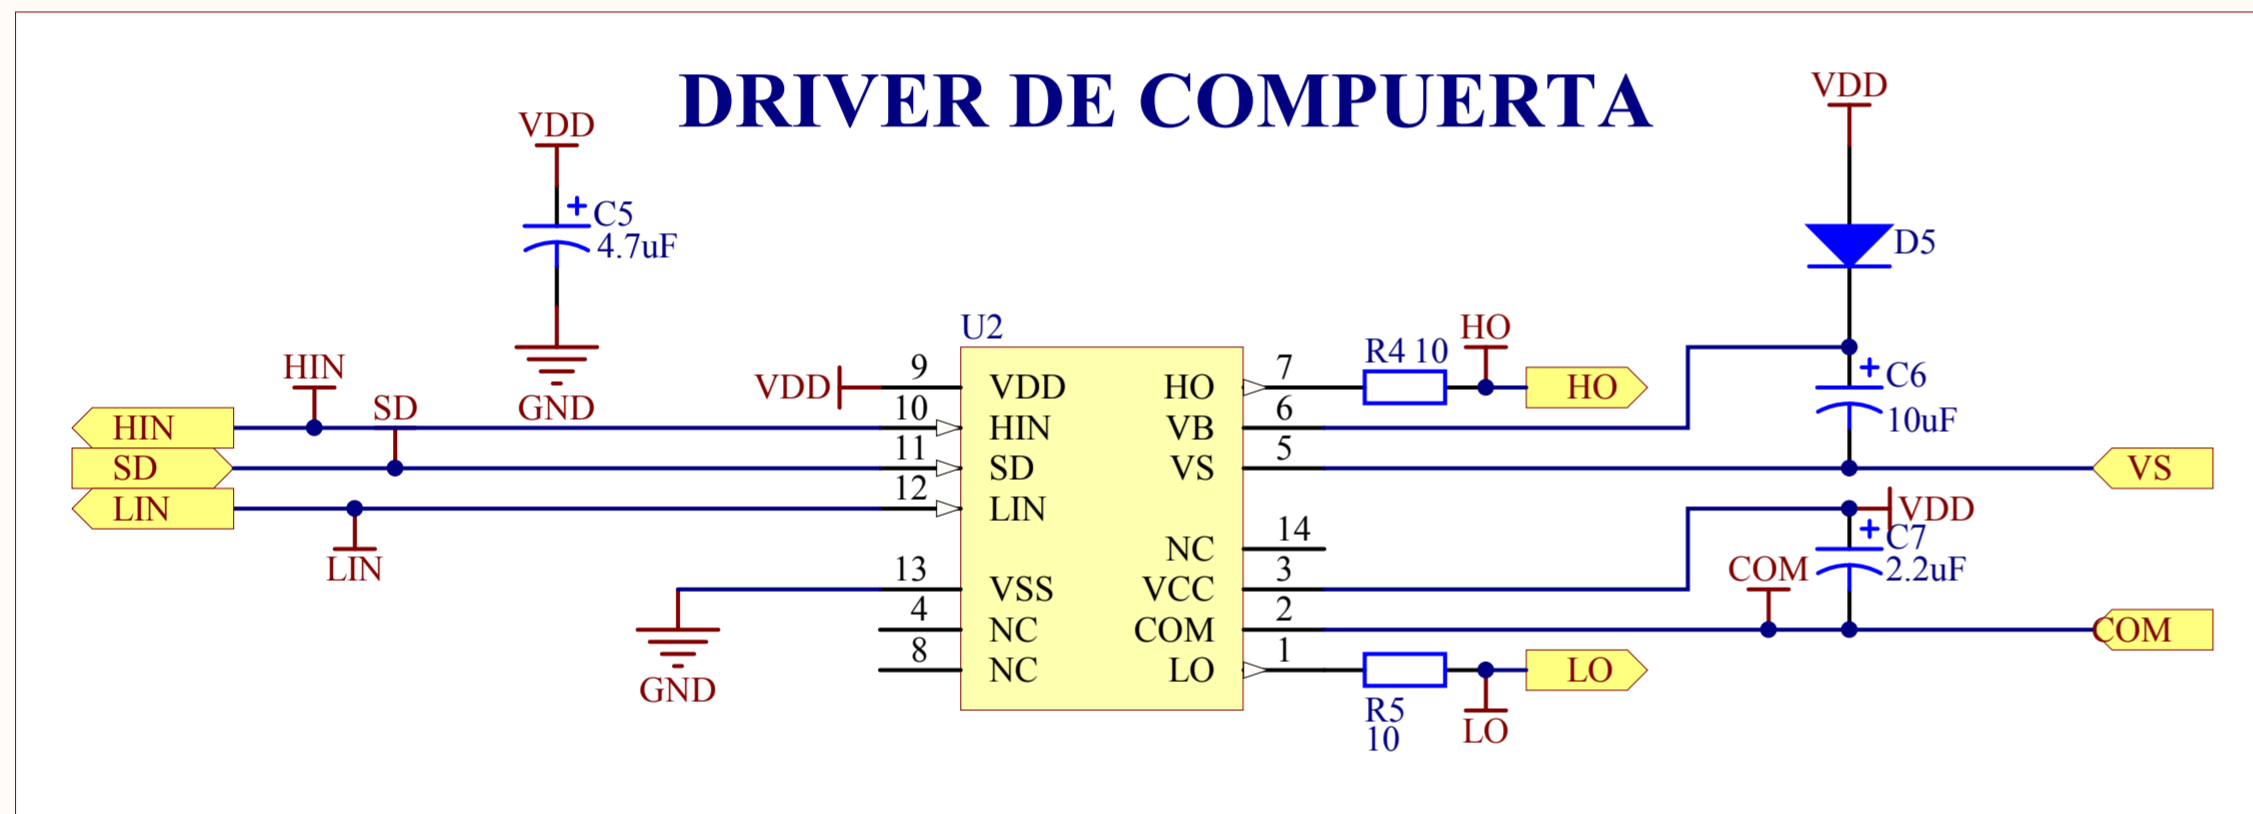 DRIVER DE COMPUERTA
VDD
VDD
C5
4.7uF
GND
D5
HIN
HIN
SD
SD
LIN
LIN
U2
VDD
9 VDD
10 HIN
11 SD
12 LIN
13 VSS
4 NC
8 NC
GND
HO 7
VB 6
VS 5
NC 14
VCC 3
COM 2
LO 1
R4 10
HO
HO
C6
10uF
VS
VDD
C7
2.2uF
COM
COM
R5
10
LO
LO